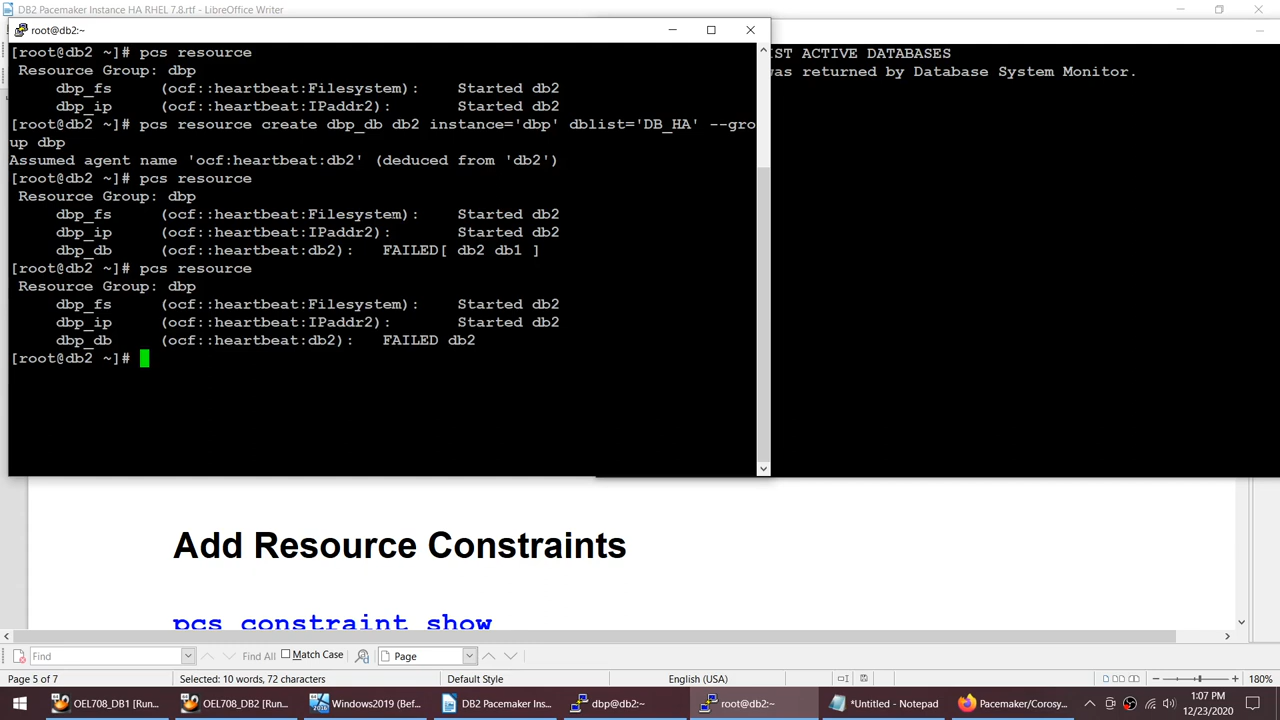 DB2 Pacemaker Instance HA RHEL 7.8.rtf - LibreOffice Writer
root@db2:~
[root@db2 ~]# pcs resource
Resource Group: dbp
dbp_fs (ocf::heartbeat:Filesystem): Started db2
dbp_ip (ocf::heartbeat:IPaddr2): Started db2
[root@db2 ~]# pcs resource create dbp_db db2 instance='dbp' dblist='DB_HA' --gro
up dbp
Assumed agent name 'ocf:heartbeat:db2' (deduced from 'db2')
[root@db2 ~]# pcs resource
Resource Group: dbp
dbp_fs (ocf::heartbeat:Filesystem): Started db2
dbp_ip (ocf::heartbeat:IPaddr2): Started db2
dbp_db (ocf::heartbeat:db2): FAILED[ db2 db1 ]
[root@db2 ~]# pcs resource
Resource Group: dbp
dbp_fs (ocf::heartbeat:Filesystem): Started db2
dbp_ip (ocf::heartbeat:IPaddr2): Started db2
dbp_db (ocf::heartbeat:db2): FAILED db2
[root@db2 ~]#
IST ACTIVE DATABASES
was returned by Database System Monitor.
Add Resource Constraints
pcs constraint show
Find Find All Match Case Page
Page 5 of 7 Selected: 10 words, 72 characters Default Style English (USA) 180%
OEL708_DB1 [Run... OEL708_DB2 [Run... Windows2019 (Bef... DB2 Pacemaker Ins... dbp@db2:~ root@db2:~ *Untitled - Notepad Pacemaker/Corosy...
1:07 PM
12/23/2020